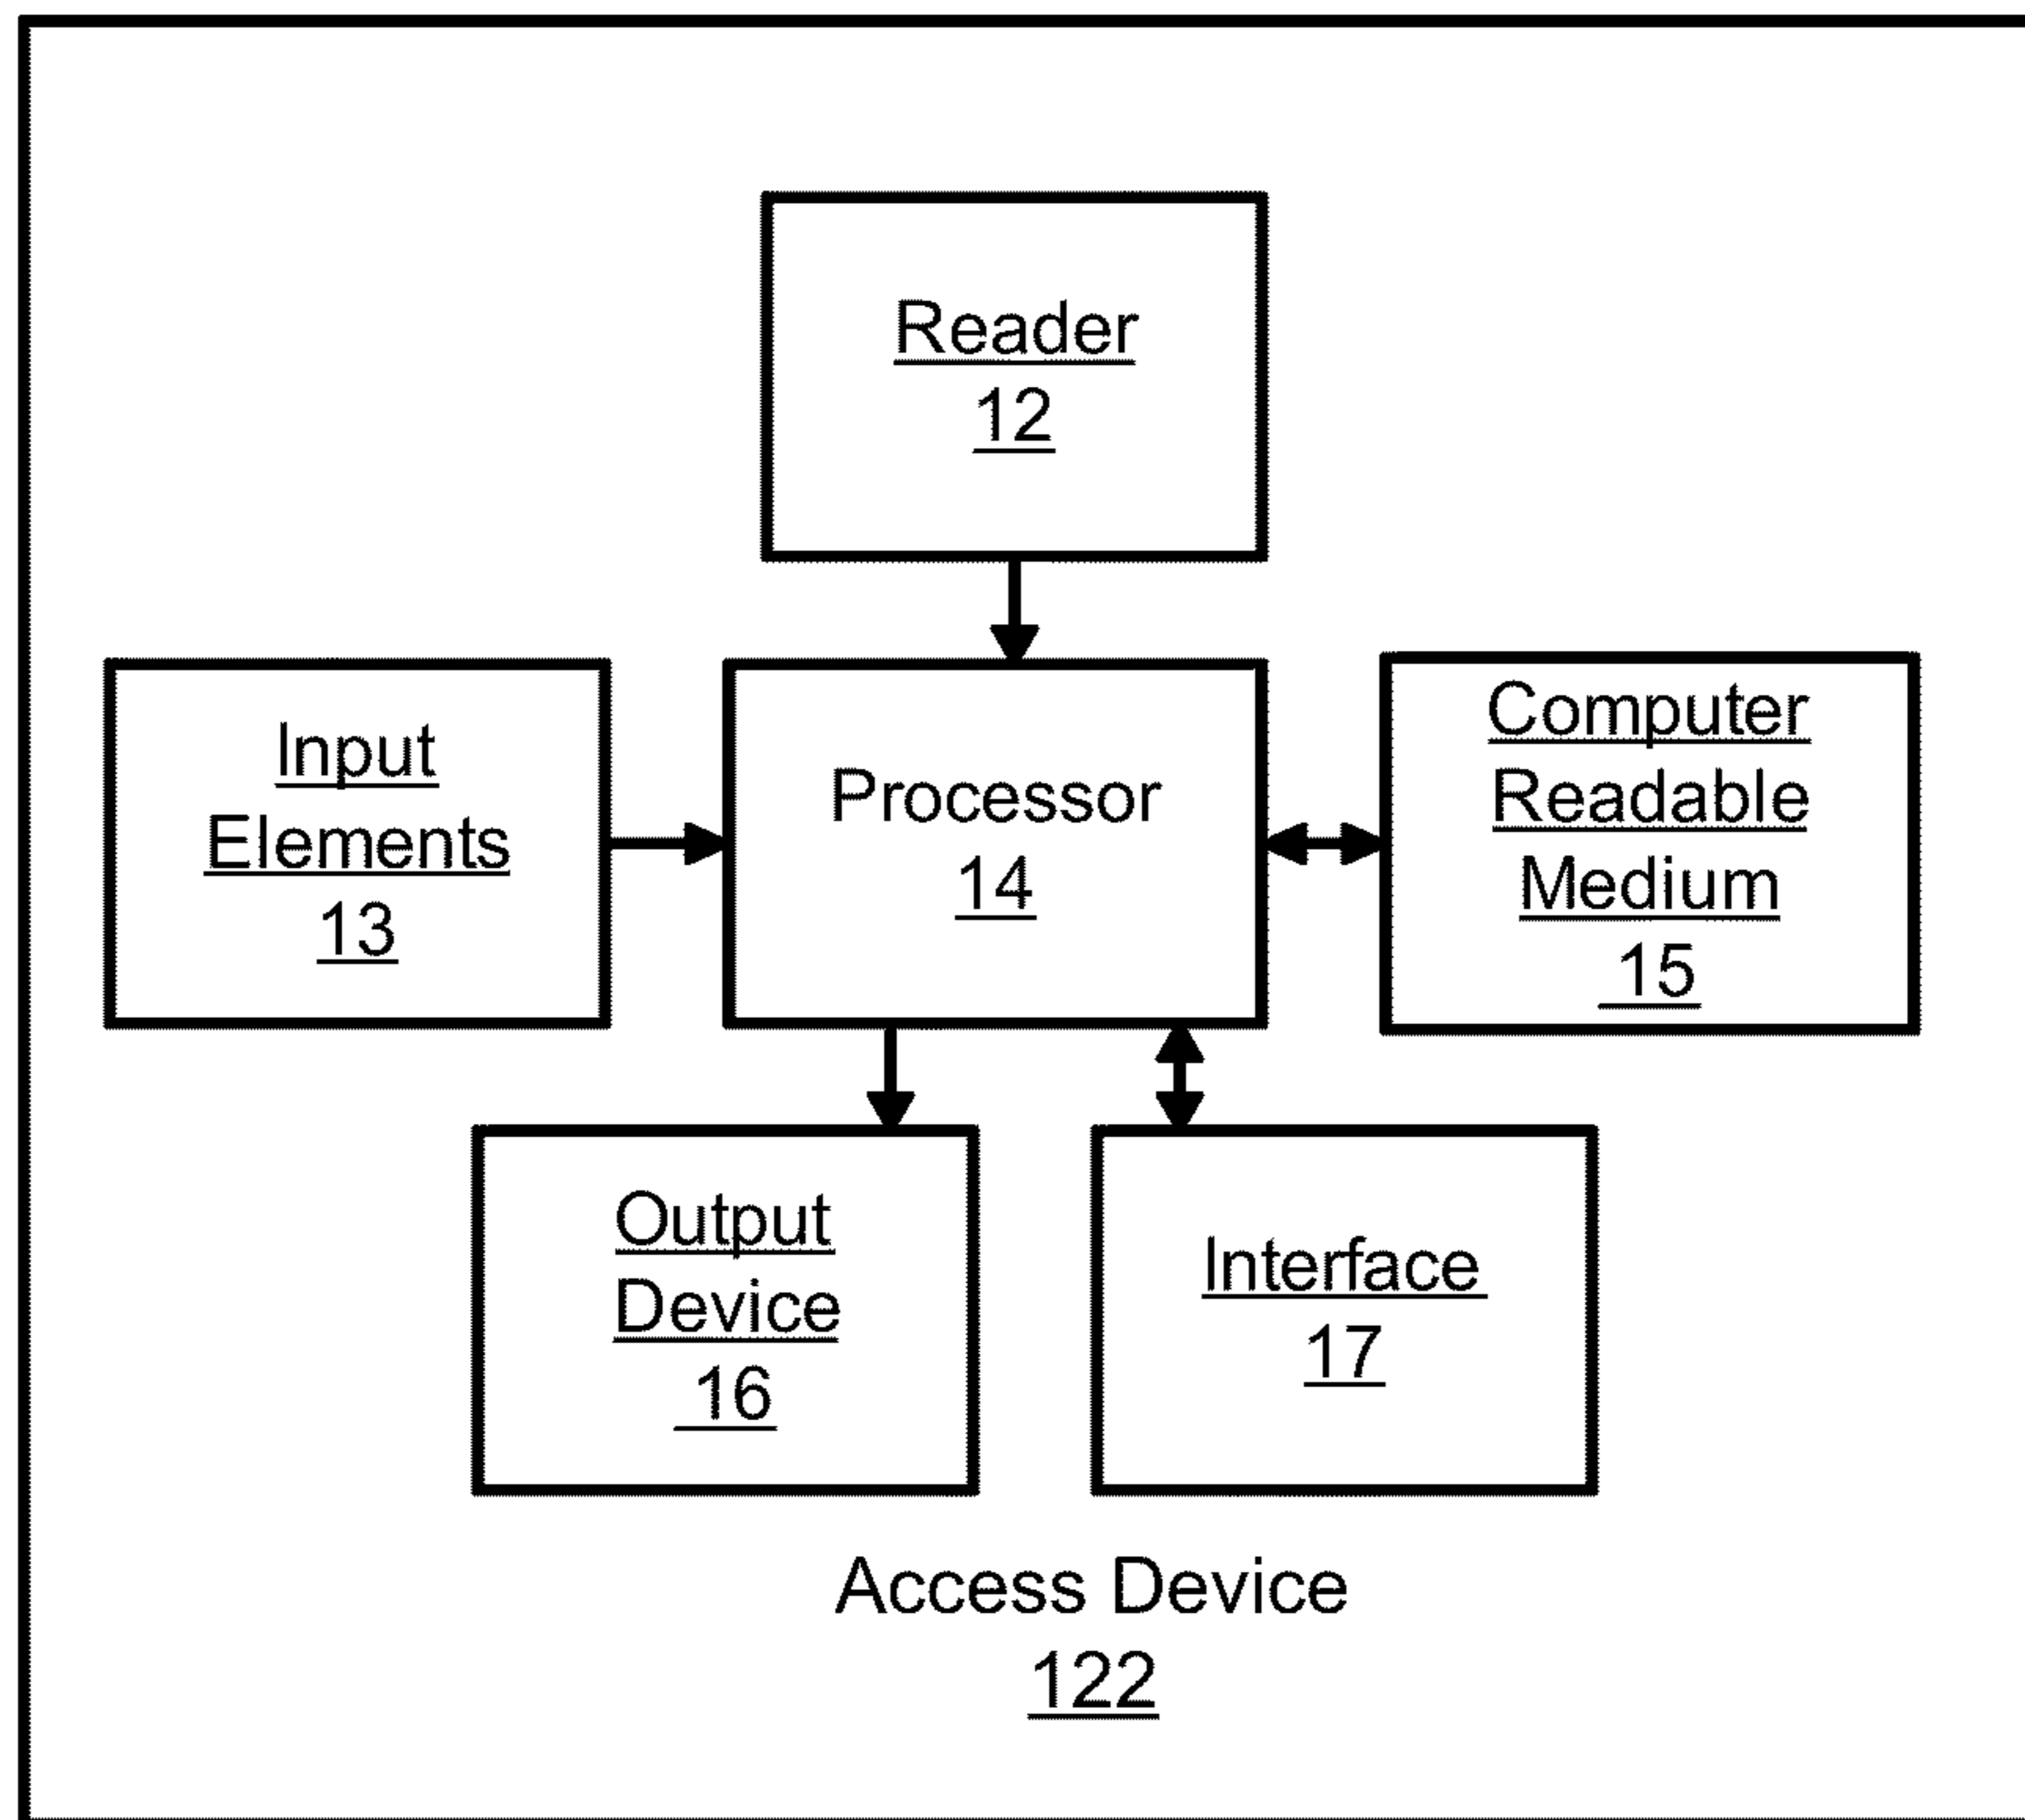 Reader
12
Input
Elements
13
Processor
14
Computer
Readable
Medium
15
Output
Device
16
Interface
17
Access Device
122